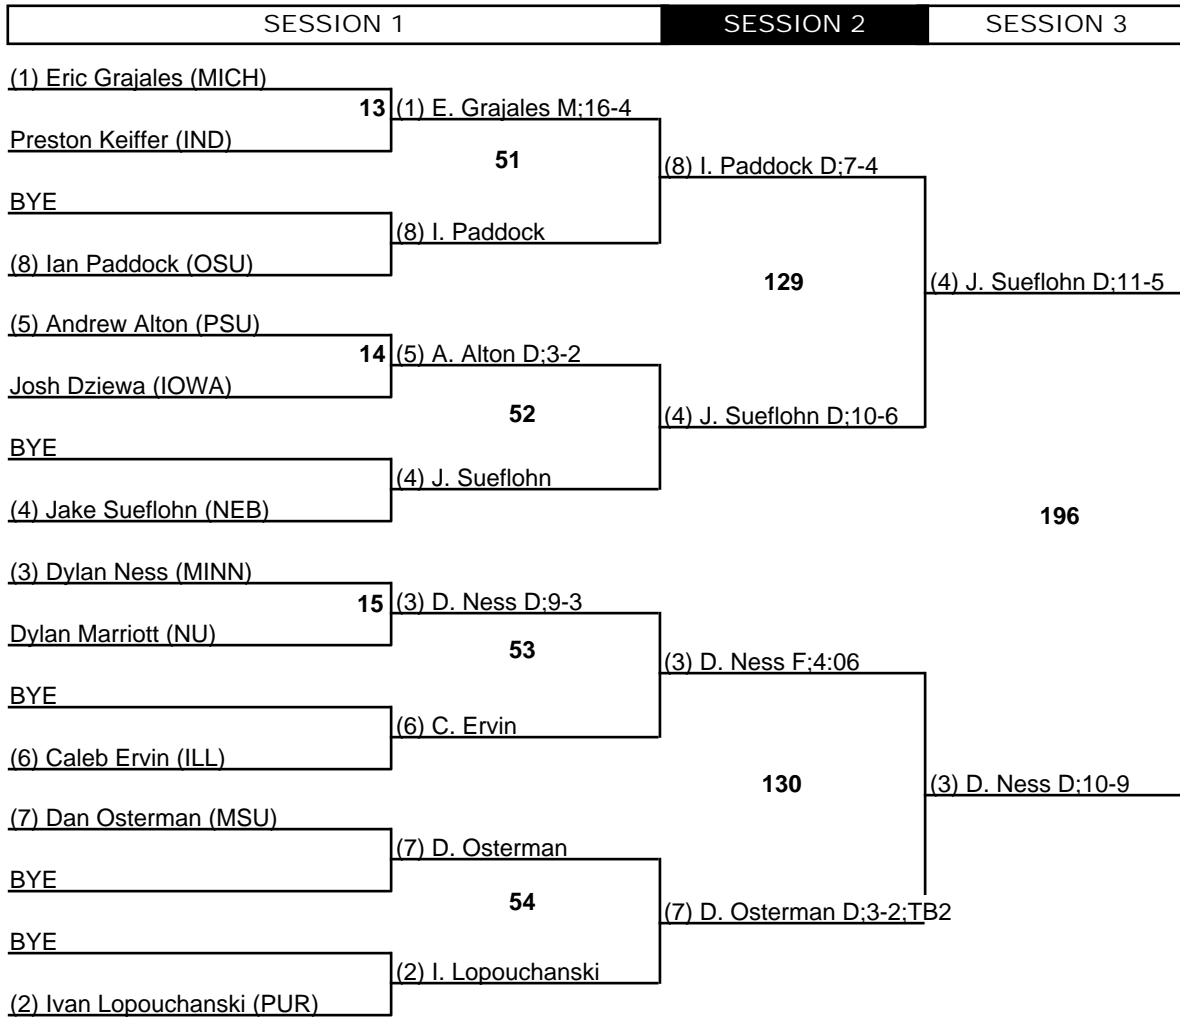 SESSION 1
SESSION 2
SESSION 3
(1) Eric Grajales (MICH)
13
(1) E. Grajales M;16-4
Preston Keiffer (IND)
51
(8) I. Paddock D;7-4
BYE
(8) I. Paddock
(8) Ian Paddock (OSU)
129
(4) J. Sueflohn D;11-5
(5) Andrew Alton (PSU)
14
(5) A. Alton D;3-2
Josh Dziewa (IOWA)
52
(4) J. Sueflohn D;10-6
BYE
(4) J. Sueflohn
(4) Jake Sueflohn (NEB)
196
(3) Dylan Ness (MINN)
15
(3) D. Ness D;9-3
Dylan Marriott (NU)
53
(3) D. Ness F;4:06
BYE
(6) C. Ervin
(6) Caleb Ervin (ILL)
130
(3) D. Ness D;10-9
(7) Dan Osterman (MSU)
(7) D. Osterman
BYE
54
(7) D. Osterman D;3-2;TB2
BYE
(2) I. Lopouchanski
(2) Ivan Lopouchanski (PUR)